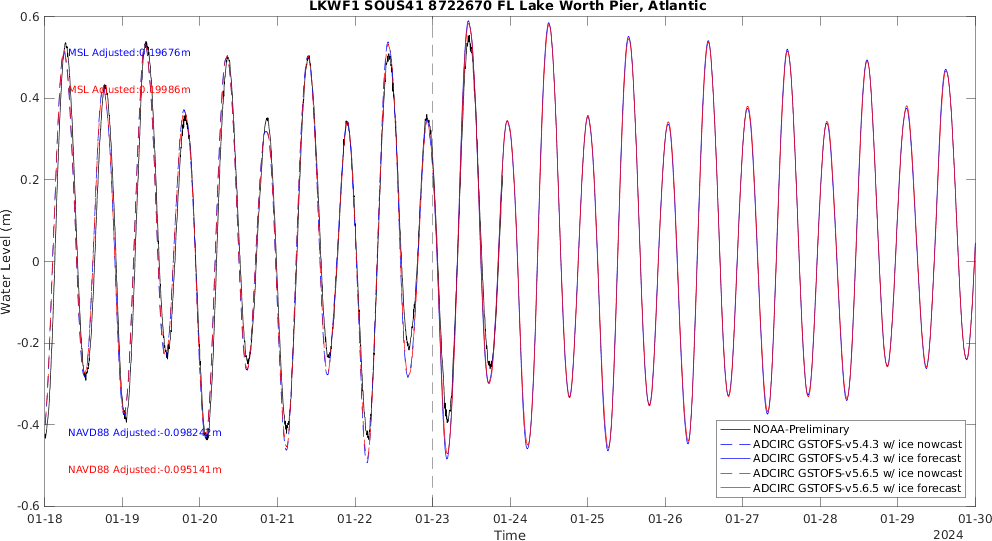 LKWF1 SOUS41 8722670 FL Lake Worth Pier, Atlantic
0.6
0.4
0.2
0
-0.2
-0.4
-0.6
Water Level (m)
MSL Adjusted:0.19676m
MSL Adjusted:0.19986m
NAVD88 Adjusted:-0.098242m
NAVD88 Adjusted:-0.095141m
NOAA-Preliminary
ADCIRC GSTOFS-v5.4.3 w/ ice nowcast
ADCIRC GSTOFS-v5.4.3 w/ ice forecast
ADCIRC GSTOFS-v5.6.5 w/ ice nowcast
ADCIRC GSTOFS-v5.6.5 w/ ice forecast
01-18 01-19 01-20 01-21 01-22 01-23 01-24 01-25 01-26 01-27 01-28 01-29 01-30
Time
2024